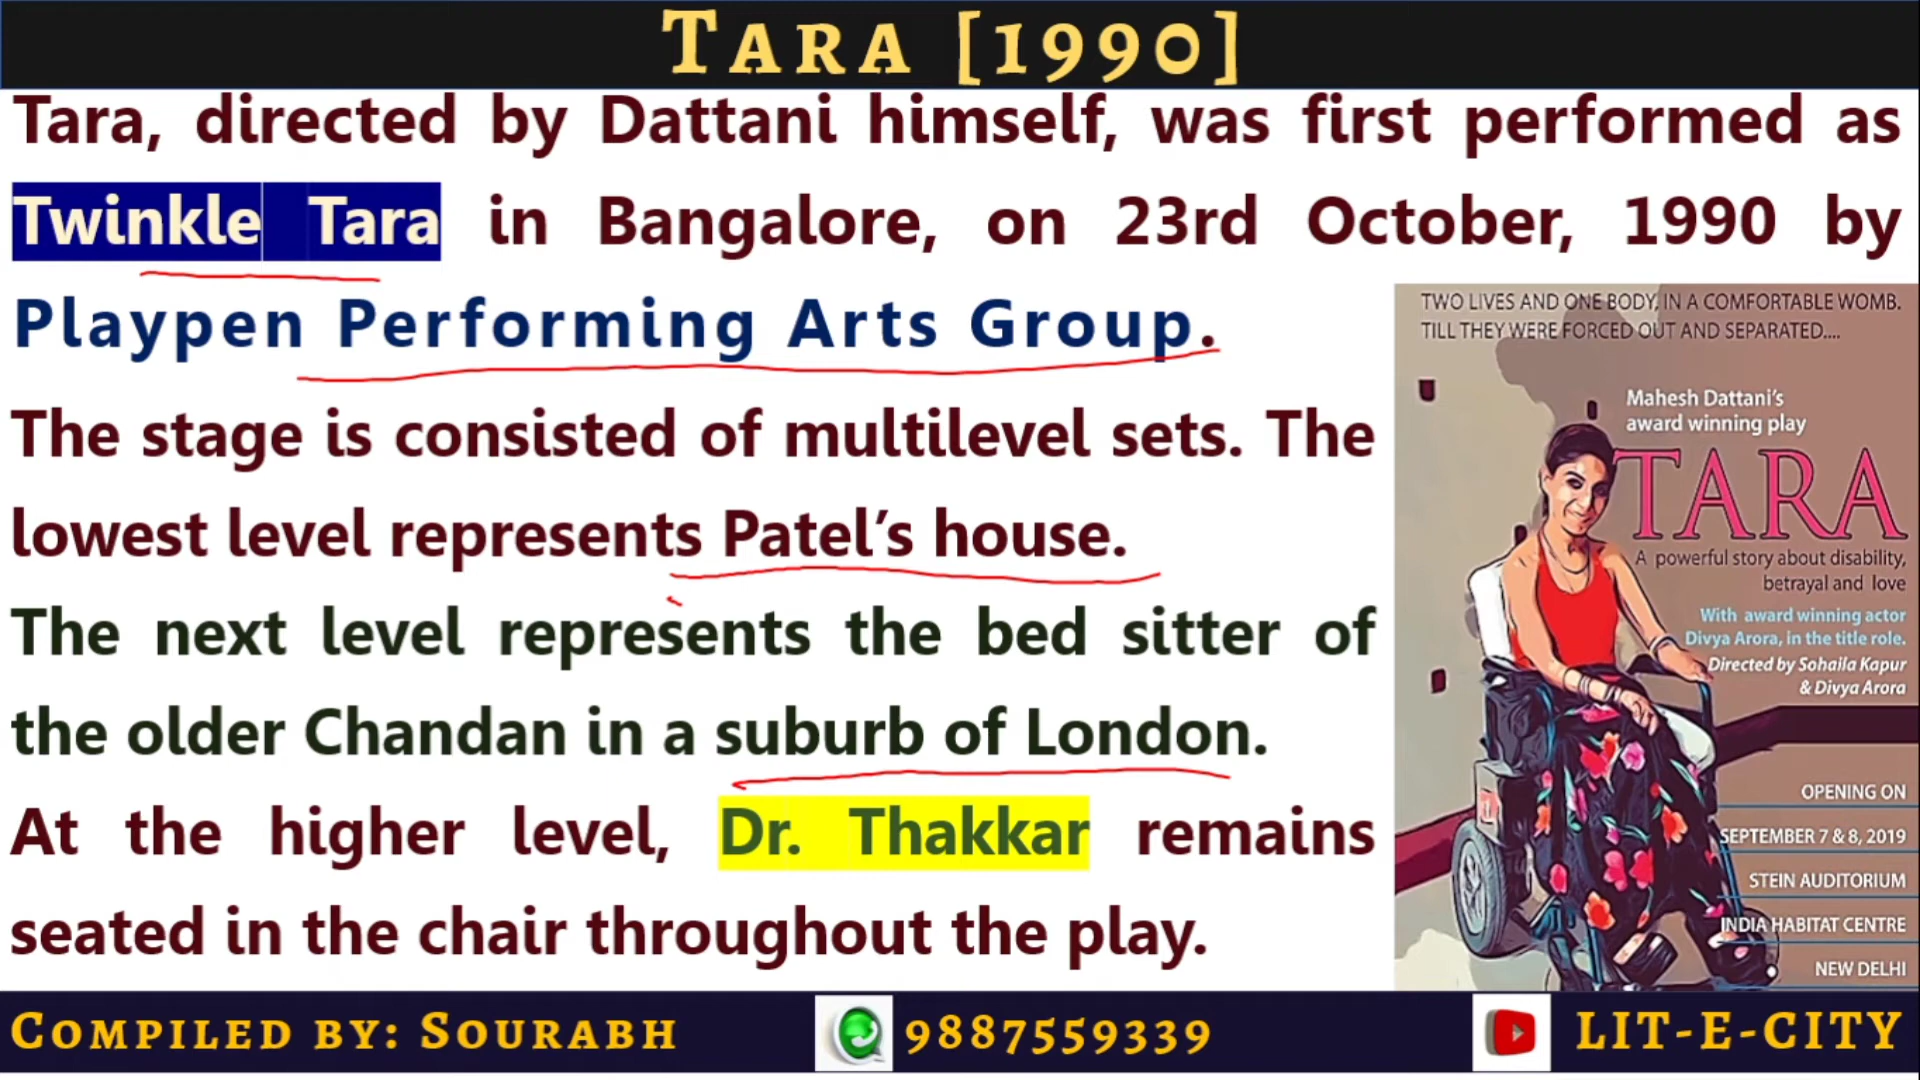 TARA [1990]
Tara, directed by Dattani himself, was first performed as
Twinkle Tara in Bangalore, on 23rd October, 1990 by
Playpen Performing Arts Group.
The stage is consisted of multilevel sets. The
lowest level represents Patel’s house.
The next level represents the bed sitter of
the older Chandan in a suburb of London.
At the higher level, Dr. Thakkar remains
seated in the chair throughout the play.
TWO LIVES AND ONE BODY, IN A COMFORTABLE WOMB.
TILL THEY WERE FORCED OUT AND SEPARATED....
Mahesh Dattani’s
award winning play
TARA
A powerful story about disability,
betrayal and love
With award winning actor
Divya Arora, in the title role.
Directed by Sohaila Kapur
& Divya Arora
OPENING ON
SEPTEMBER 7 & 8, 2019
STEIN AUDITORIUM
INDIA HABITAT CENTRE
NEW DELHI
COMPILED BY: SOURABH
9887559339
LIT-E-CITY